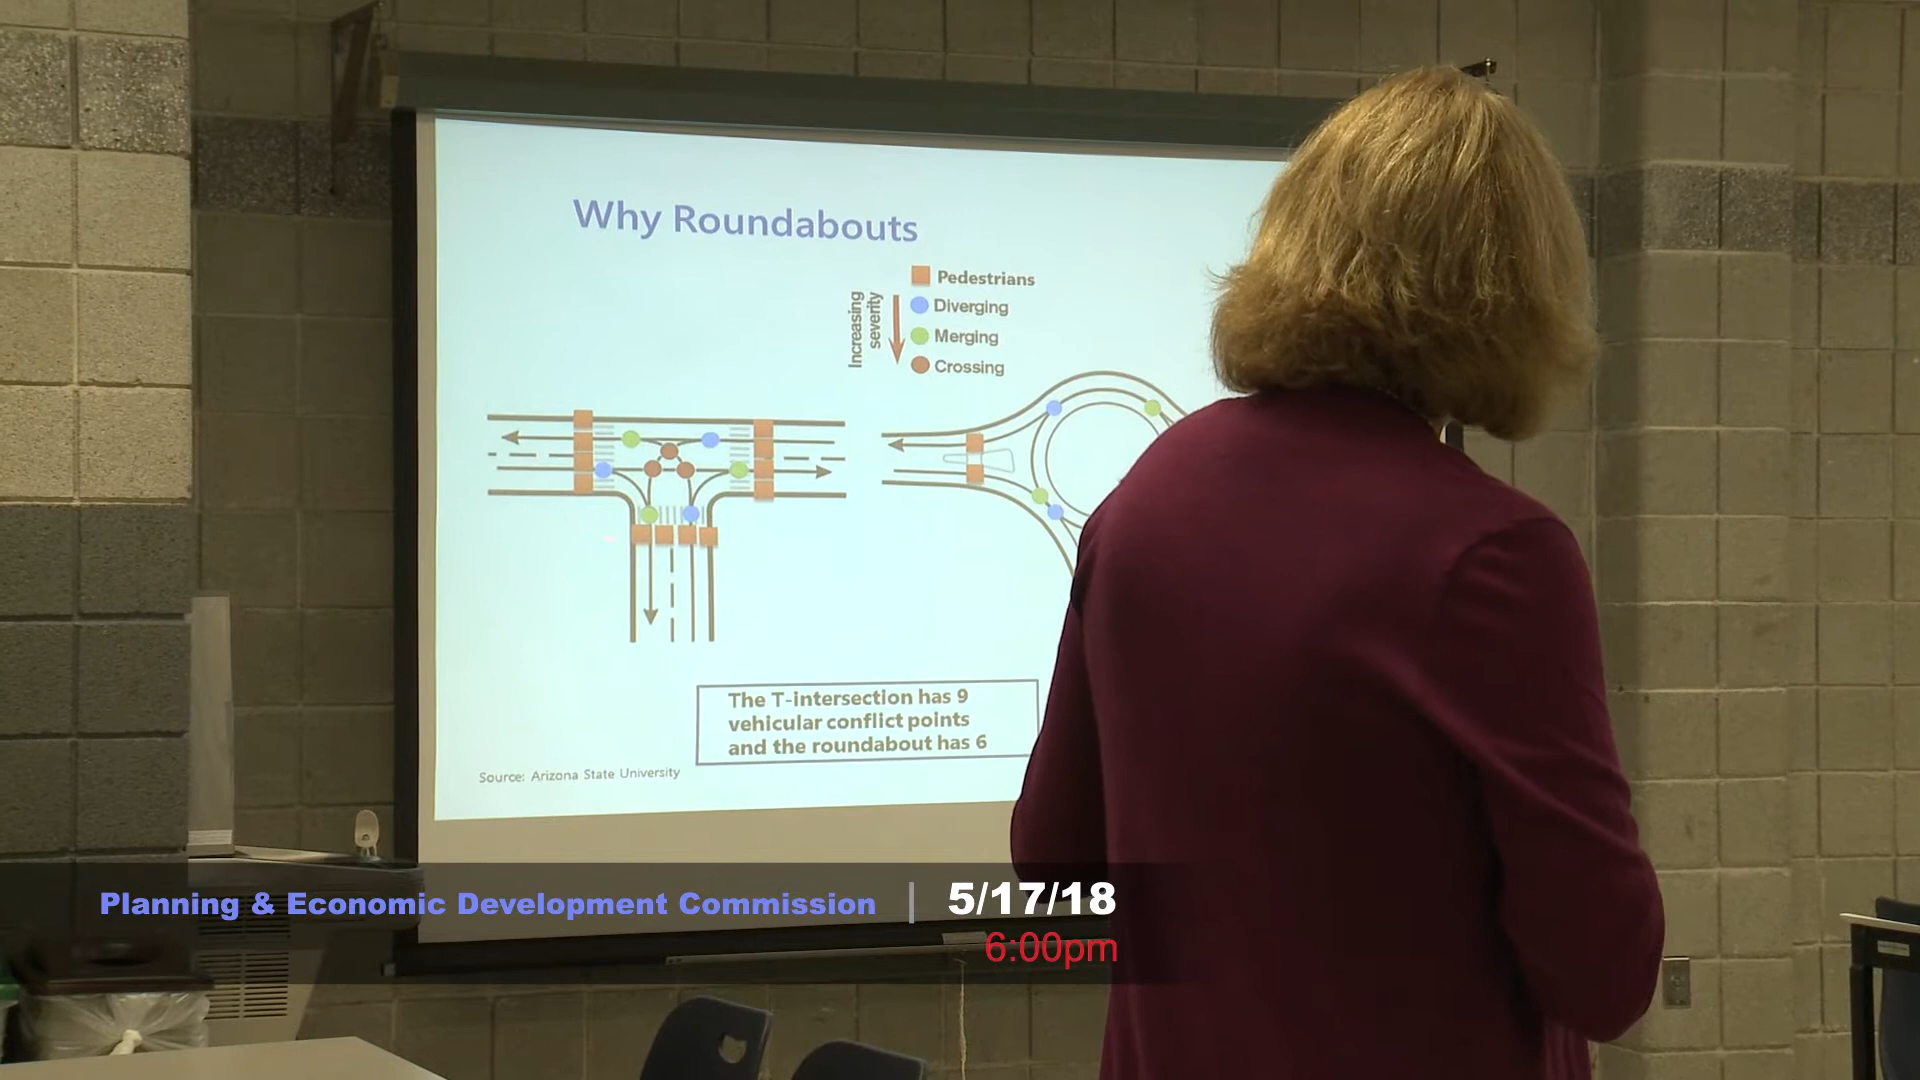 Why Roundabouts
Increasing
severity
Pedestrians
Diverging
Merging
Crossing
The T-intersection has 9
vehicular conflict points
and the roundabout has 6
Source: Arizona State University
Planning & Economic Development Commission | 5/17/18
6:00pm